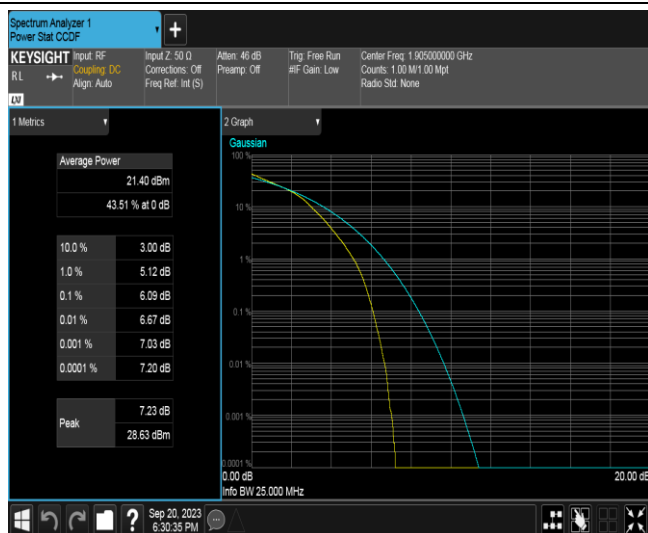 Spectrum Analyzer 1
Power Stat CCDF
+
KEYSIGHT
RL
LXI
Input: RF
Coupling: DC
Align: Auto
Input Z: 50 Ω
Corrections: Off
Freq Ref: Int (S)
Atten: 46 dB
Preamp: Off
Trig: Free Run
#IF Gain: Low
Center Freq: 1.905000000 GHz
Counts: 1.00 M/1.00 Mpt
Radio Std: None
1 Metrics
Average Power
21.40 dBm
43.51 % at 0 dB
10.0 % 3.00 dB
1.0 % 5.12 dB
0.1 % 6.09 dB
0.01 % 6.67 dB
0.001 % 7.03 dB
0.0001 % 7.20 dB
Peak
7.23 dB
28.63 dBm
2 Graph
Gaussian
100 %
10 %
1 %
0.1 %
0.01 %
0.001 %
0.0001 %
0.00 dB
20.00 dB
Info BW 25.000 MHz
?
Sep 20, 2023
6:30:35 PM